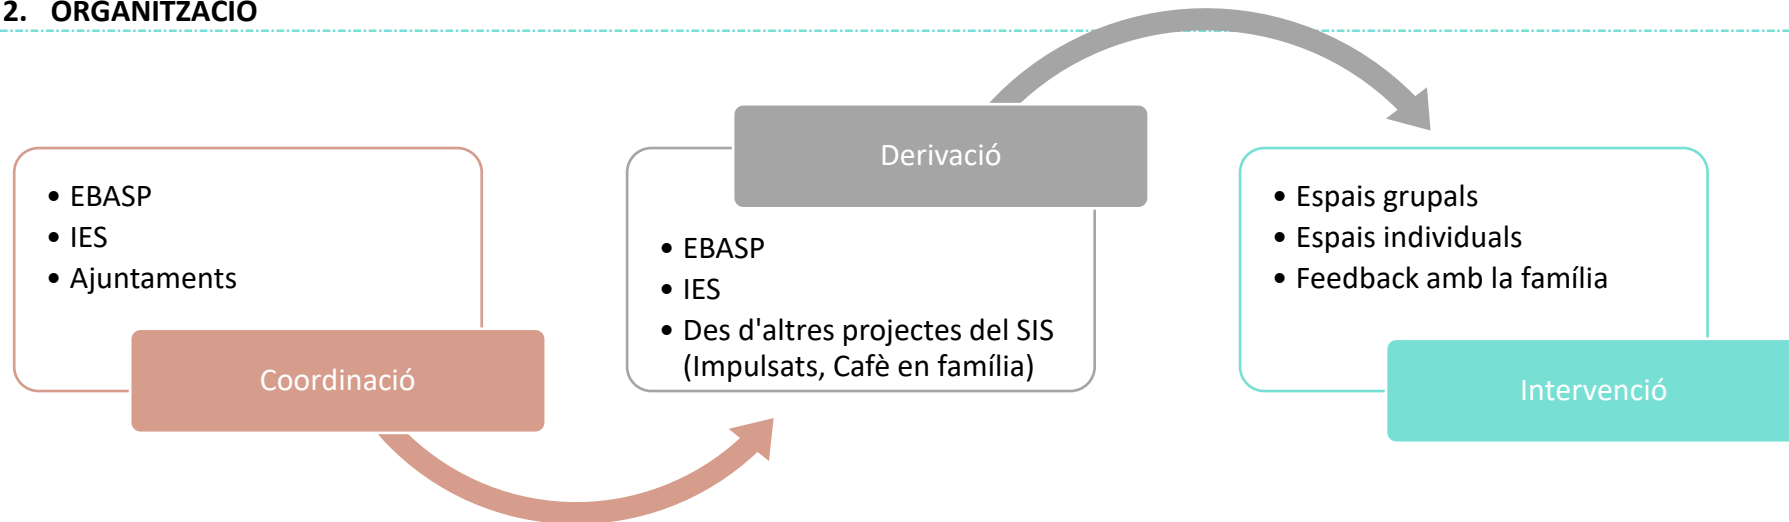 2. ORGANITZACIÓ
• EBASP
• IES
• Ajuntaments
Coordinació
Derivació
• EBASP
• IES
• Des d'altres projectes del SIS
(Impulsats, Cafè en família)
• Espais grupals
• Espais individuals
• Feedback amb la família
Intervenció